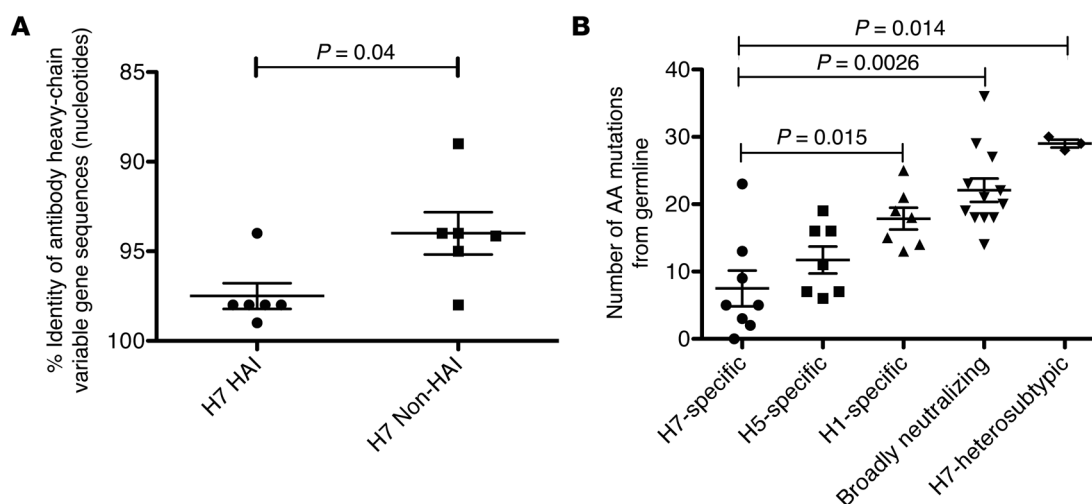 A
P = 0.04
85
90
95
100
% Identity of antibody heavy-chain
variable gene sequences (nucleotides)
H7 HAI
H7 Non-HAI
B
P = 0.014
P = 0.0026
P = 0.015
40
30
20
10
0
Number of AA mutations
from germline
H7-specific
H5-specific
H1-specific
Broadly neutralizing
H7-heterosubtypic